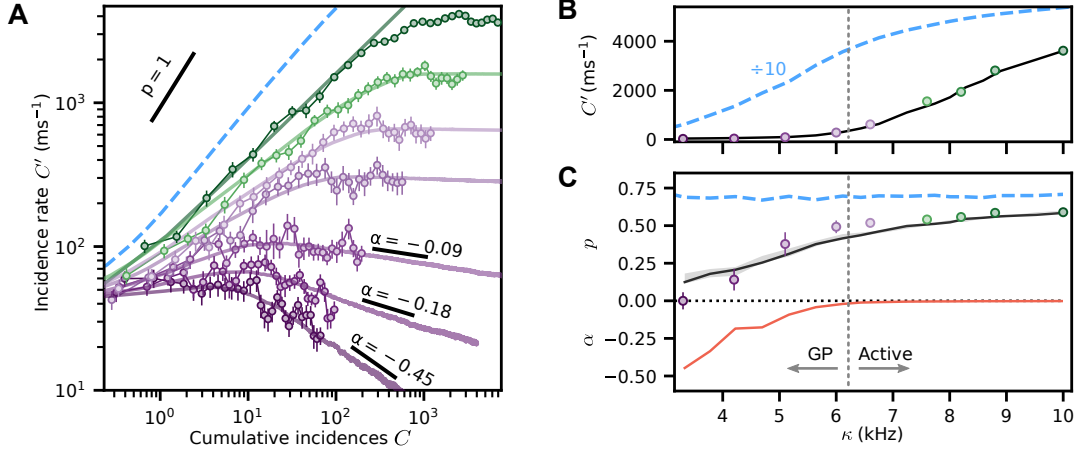 A
Incidence rate C′ (ms⁻¹)
10³
10²
10¹
p = 1
α = −0.09
α = −0.18
α = −0.45
10⁰ 10¹ 10² 10³
Cumulative incidences C
B
C″ (ms⁻¹)
4000
2000
0
÷10
C
p
α
0.75
0.50
0.25
0.00
−0.25
−0.50
GP Active
4 5 6 7 8 9 10
κ (kHz)